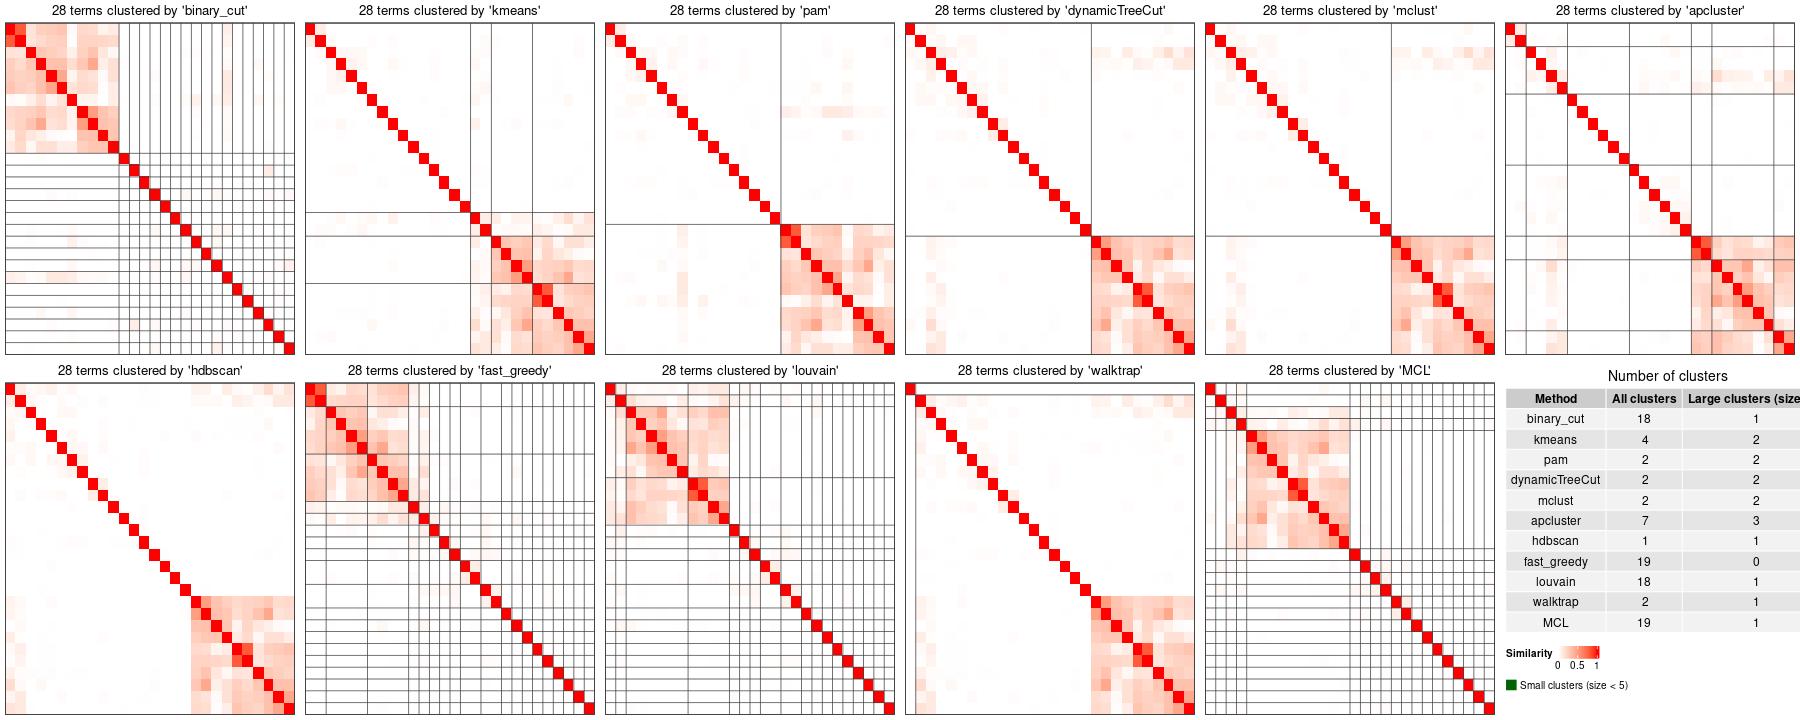 28 terms clustered by 'binary_cut'
28 terms clustered by 'kmeans'
28 terms clustered by 'pam'
28 terms clustered by 'dynamicTreeCut'
28 terms clustered by 'mclust'
28 terms clustered by 'apcluster'
28 terms clustered by 'hdbscan'
28 terms clustered by 'fast_greedy'
28 terms clustered by 'louvain'
28 terms clustered by 'walktrap'
28 terms clustered by 'MCL'
Number of clusters
Method All clusters Large clusters (size
binary_cut 18 1
kmeans 4 2
pam 2 2
dynamicTreeCut 2 2
mclust 2 2
apcluster 7 3
hdbscan 1 1
fast_greedy 19 0
louvain 18 1
walktrap 2 1
MCL 19 1
Similarity
0 0.5 1
Small clusters (size < 5)